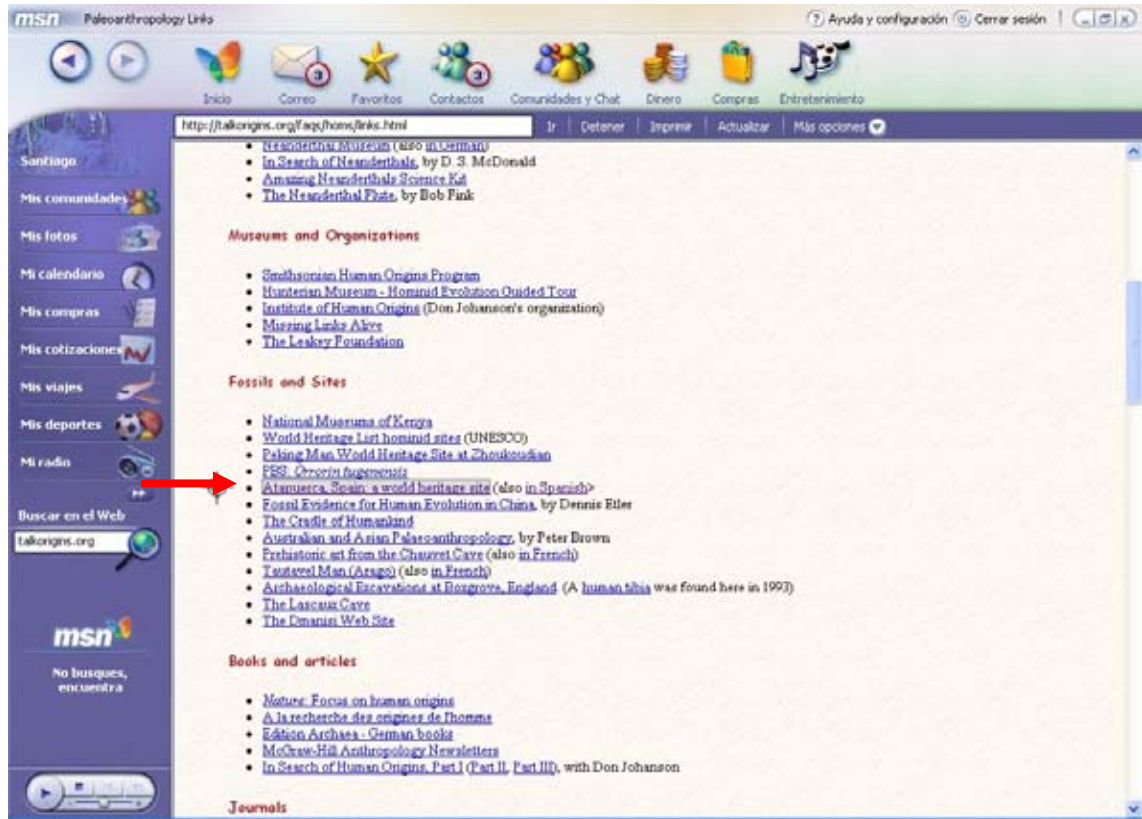 msn Paleoanthropology Links
Ayuda y configuración Cerrar sesión
3 3
Inicio Correo Favoritos Contactos Comunidades y Chat Dinero Compras Entretenimiento
http://talkorigins.org/faqs/homs/links.html Ir Detener Imprimir Actualizar Más opciones
Santiago
Mis comunidades
Mis fotos
Mi calendario
Mis compras
Mis cotizaciones
Mis viajes
Mis deportes
Mi radio
Buscar en el Web
talkorigins.org
msn
No busques,
encuentra
• Neanderthal Museum (also in German)
• In Search of Neanderthals, by D. S. McDonald
• Amazing Neanderthals Science Kit
• The Neanderthal Flute, by Bob Fink
Museums and Organizations
• Smithsonian Human Origins Program
• Hunterian Museum - Hominid Evolution Guided Tour
• Institute of Human Origins (Don Johanson's organization)
• Missing Links Alive
• The Leakey Foundation
Fossils and Sites
• National Museums of Kenya
• World Heritage List hominid sites (UNESCO)
• Peking Man World Heritage Site at Zhoukoudian
• PBS: Orrorin tugenensis
• Atapuerca, Spain: a world heritage site (also in Spanish>
• Fossil Evidence for Human Evolution in China, by Dennis Etler
• The Cradle of Humankind
• Australian and Asian Palaeoanthropology, by Peter Brown
• Prehistoric art from the Chauvet Cave (also in French)
• Tautavel Man (Arago) (also in French)
• Archaeological Excavations at Boxgrove, England (A human tibia was found here in 1993)
• The Lascaux Cave
• The Dmanisi Web Site
Books and articles
• Nature: Focus on human origins
• A la recherche des origines de l'homme
• Edition Archaea - German books
• McGraw-Hill Anthropology Newsletters
• In Search of Human Origins, Part I (Part II, Part III), with Don Johanson
Journals